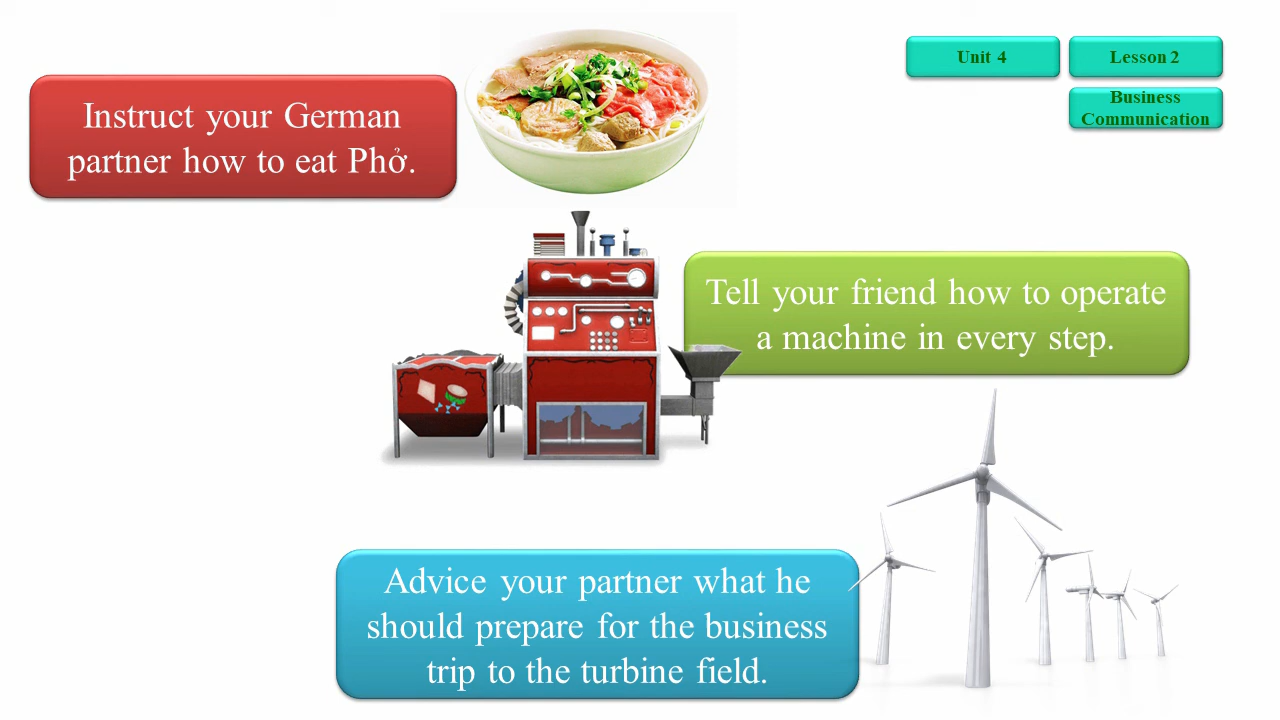 Unit 4
Lesson 2
Business
Communication
Instruct your German
partner how to eat Phở.
Tell your friend how to operate
a machine in every step.
Advice your partner what he
should prepare for the business
trip to the turbine field.